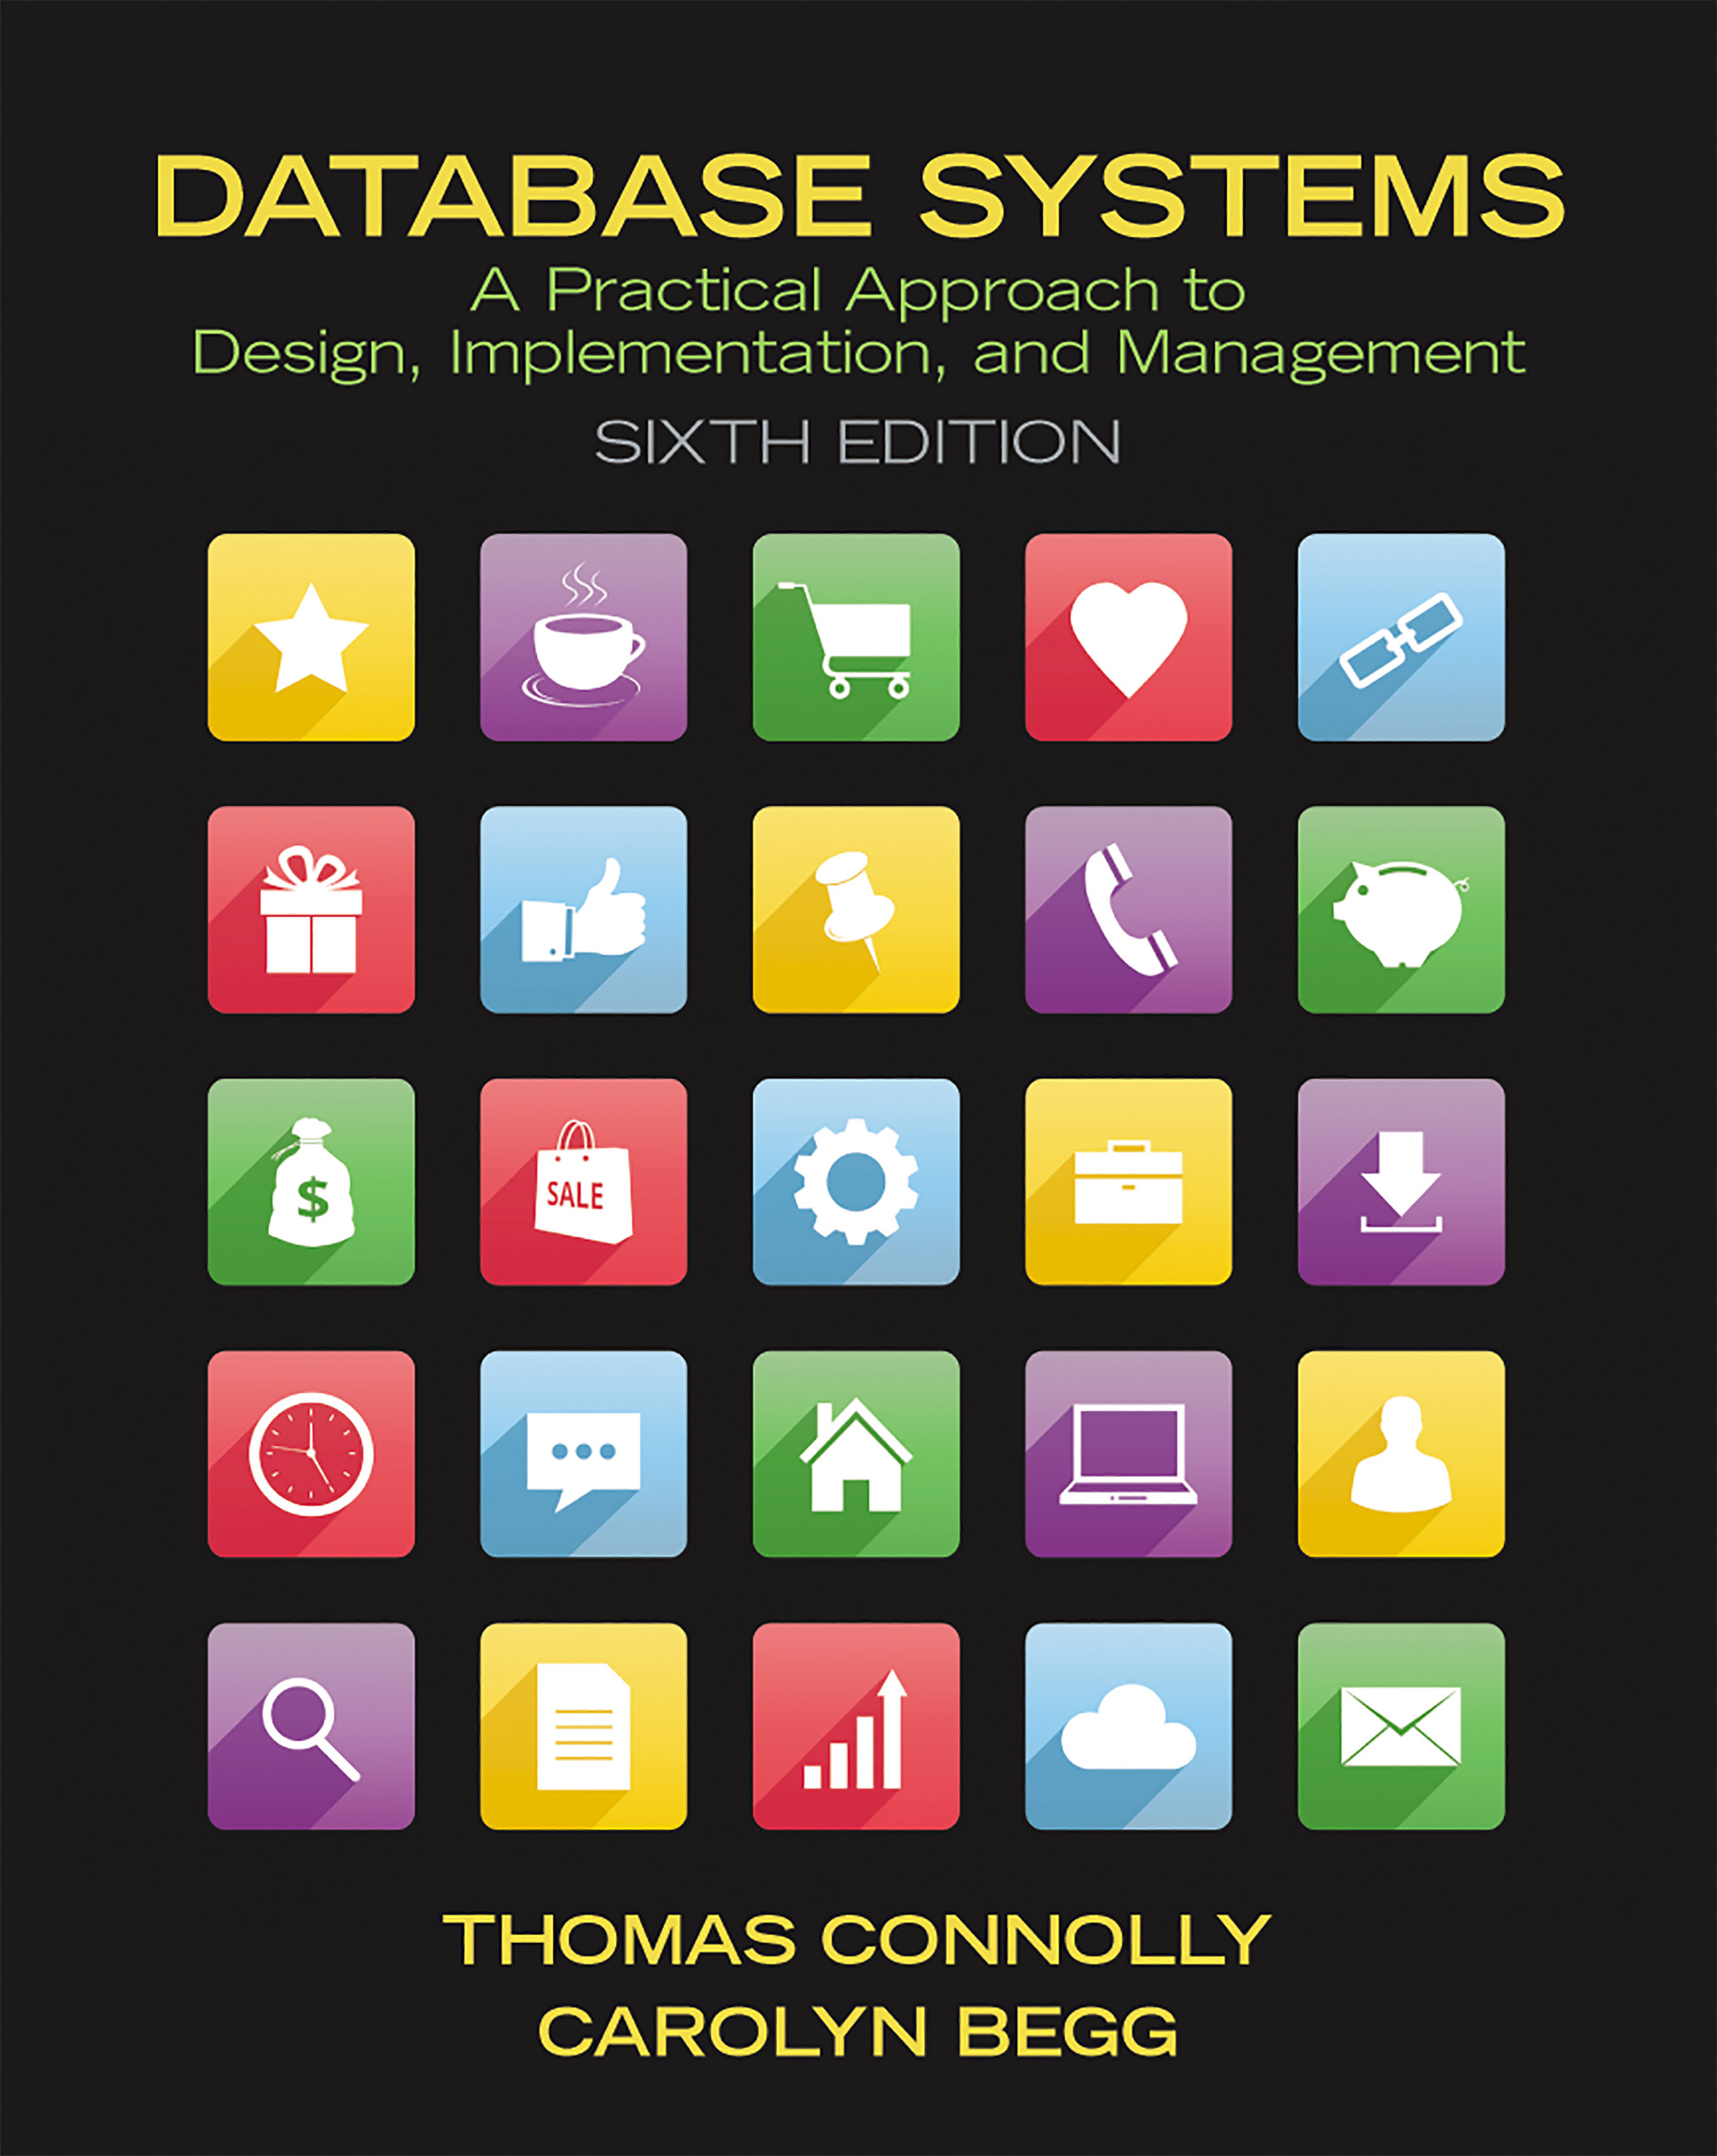 DATABASE SYSTEMS
A Practical Approach to
Design, Implementation, and Management
SIXTH EDITION
$
SALE
THOMAS CONNOLLY
CAROLYN BEGG